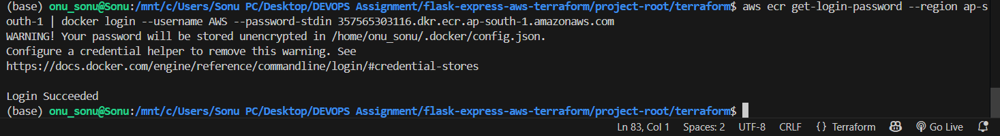 (base) onu_sonu@Sonu:/mnt/c/Users/Sonu PC/Desktop/DEVOPS Assignment/flask-express-aws-terraform/project-root/terraform$ aws ecr get-login-password --region ap-s
outh-1 | docker login --username AWS --password-stdin 357565303116.dkr.ecr.ap-south-1.amazonaws.com
WARNING! Your password will be stored unencrypted in /home/onu_sonu/.docker/config.json.
Configure a credential helper to remove this warning. See
https://docs.docker.com/engine/reference/commandline/login/#credential-stores
Login Succeeded
(base) onu_sonu@Sonu:/mnt/c/Users/Sonu PC/Desktop/DEVOPS Assignment/flask-express-aws-terraform/project-root/terraform$
Ln 83, Col 1 Spaces: 2 UTF-8 CRLF {} Terraform Go Live